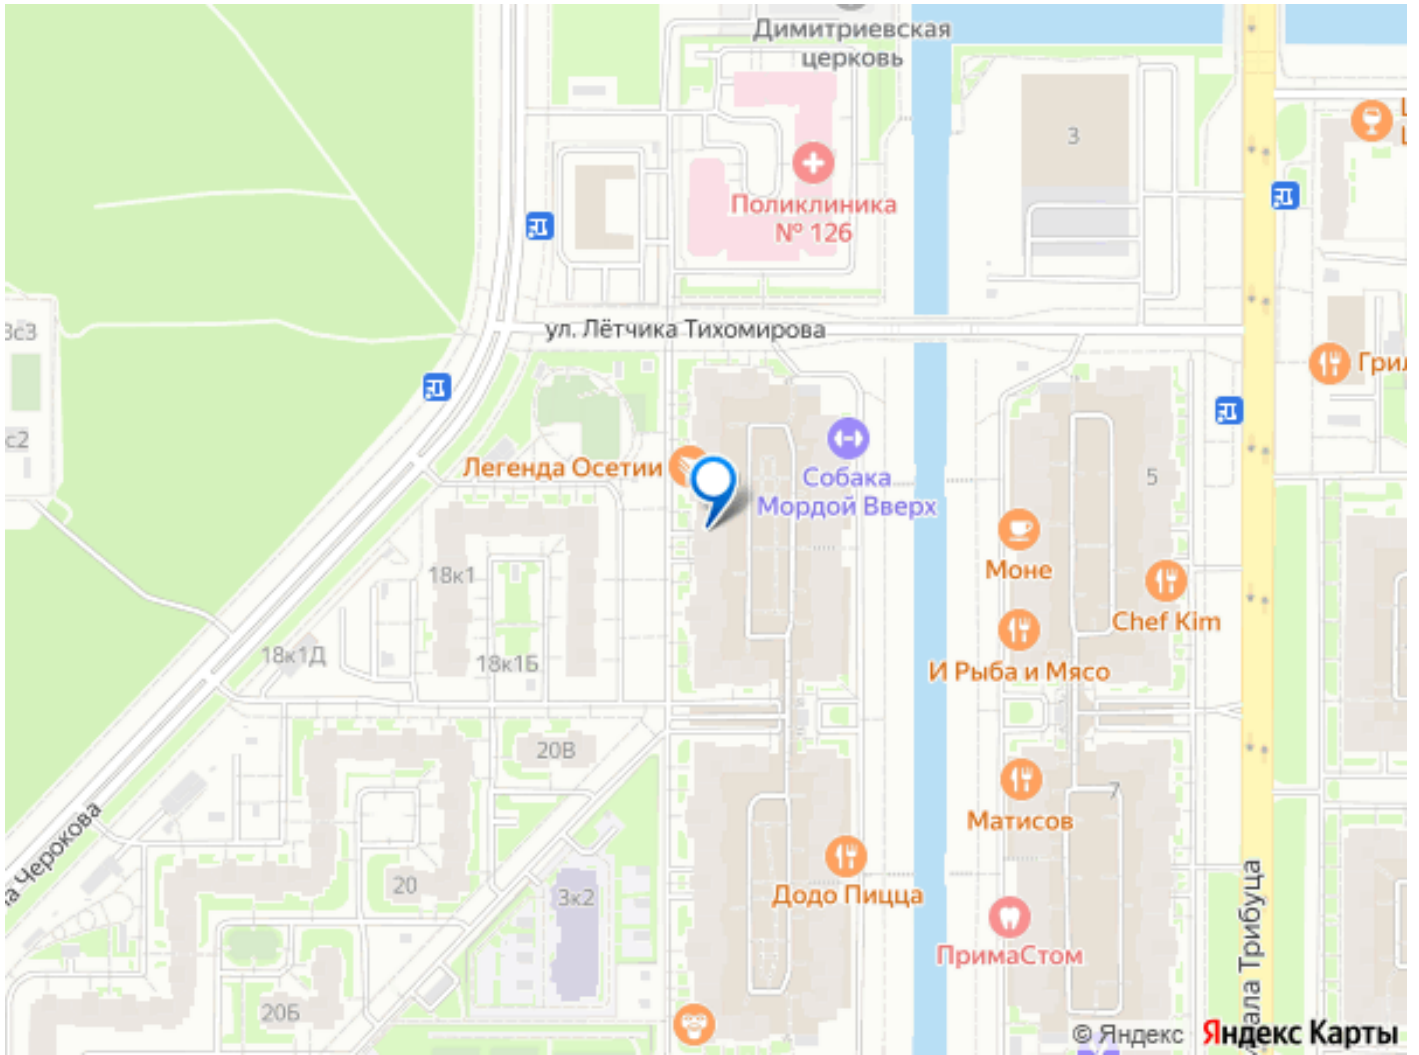 Димитриевская
церковь
3
Поликлиника
№ 126
ул. Лётчика Тихомирова
3с3
Грил
с2
Легенда Осетии
Собака
Мордой Вверх
5
Моне
18к1
Chef Kim
18к1Д
18к1Б
И Рыба и Мясо
20В
7
Матисов
на Черокова
20
3к2
Додо Пицца
ПримаСтом
ала Трибуца
20Б
© Яндекс
Яндекс Карты